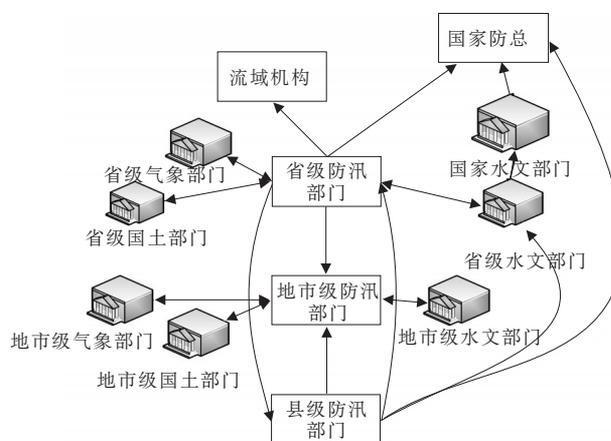 国家防总
流域机构
国家水文部门
省级气象部门
省级防汛
部门
省级国土部门
省级水文部门
地市级防汛
部门
地市级气象部门
地市级水文部门
地市级国土部门
县级防汛
部门